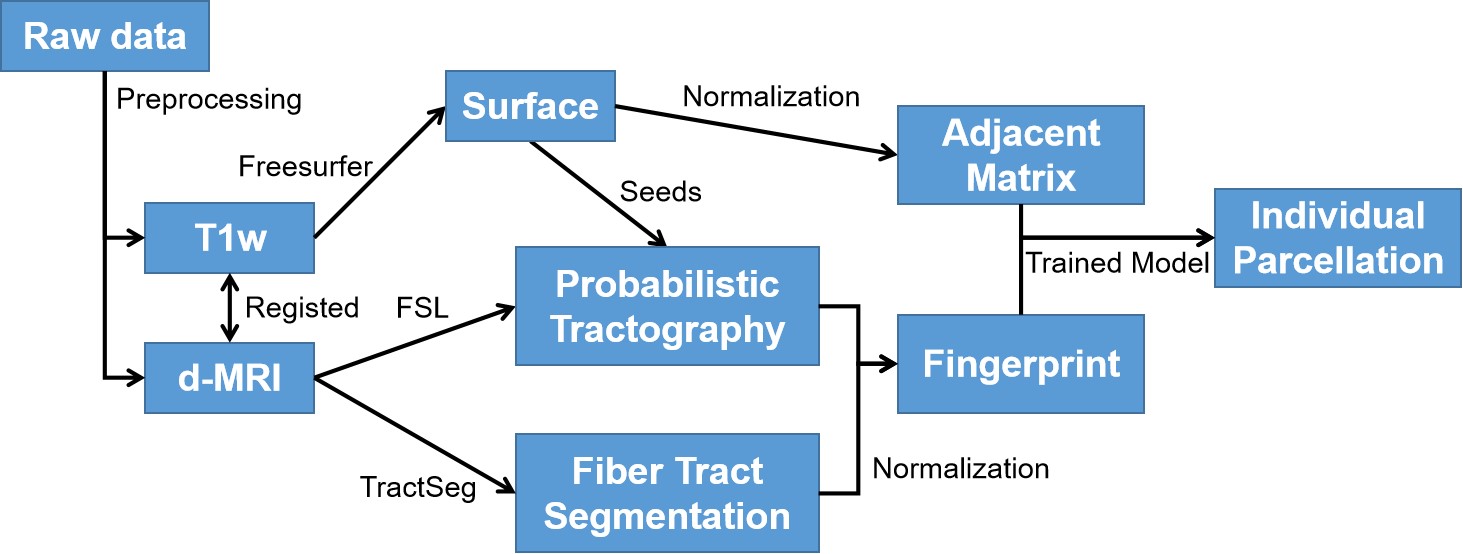 Raw data
Preprocessing
Freesurfer
T1w
Registed
d-MRI
Surface
Normalization
Seeds
FSL
Probabilistic
Tractography
TractSeg
Fiber Tract
Segmentation
Adjacent
Matrix
Trained Model
Individual
Parcellation
Fingerprint
Normalization